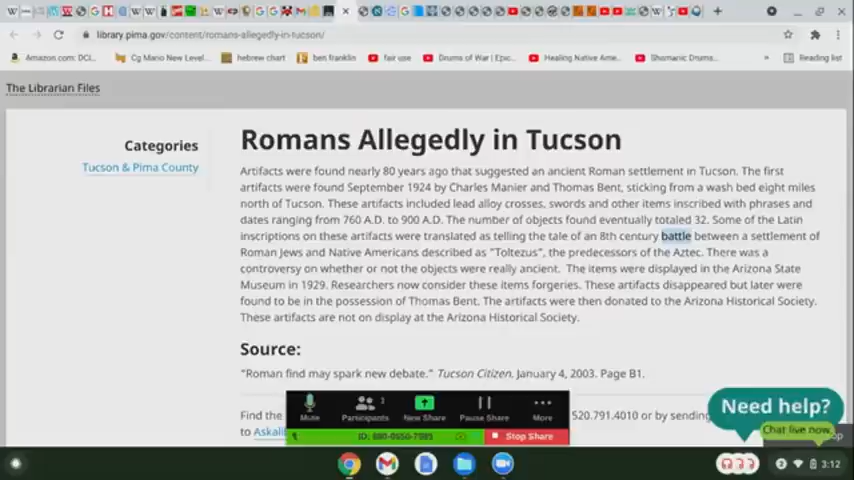 library.pima.gov/content/romans-allegedly-in-tucson/
Amazon.com: DCI... Cg Mario New Level... hebrew chart ben franklin fair use Drums of War | Epic... Healing Native Ame... Shamanic Drums... » Reading list
The Librarian Files
Categories
Tucson & Pima County
Romans Allegedly in Tucson
Artifacts were found nearly 80 years ago that suggested an ancient Roman settlement in Tucson. The first
artifacts were found September 1924 by Charles Manier and Thomas Bent, sticking from a wash bed eight miles
north of Tucson. These artifacts included lead alloy crosses, swords and other items inscribed with phrases and
dates ranging from 760 A.D. to 900 A.D. The number of objects found eventually totaled 32. Some of the Latin
inscriptions on these artifacts were translated as telling the tale of an 8th century battle between a settlement of
Roman Jews and Native Americans described as "Toltezus", the predecessors of the Aztec. There was a
controversy on whether or not the objects were really ancient. The items were displayed in the Arizona State
Museum in 1929. Researchers now consider these items forgeries. These artifacts disappeared but later were
found to be in the possession of Thomas Bent. The artifacts were then donated to the Arizona Historical Society.
These artifacts are not on display at the Arizona Historical Society.
Source:
"Roman find may spark new debate." Tucson Citizen. January 4, 2003. Page B1.
Find the
520.791.4010 or by sending
to Askalib
Mute Participants 1 New Share Pause Share More
Stop Share
Need help?
Chat live now
3:12